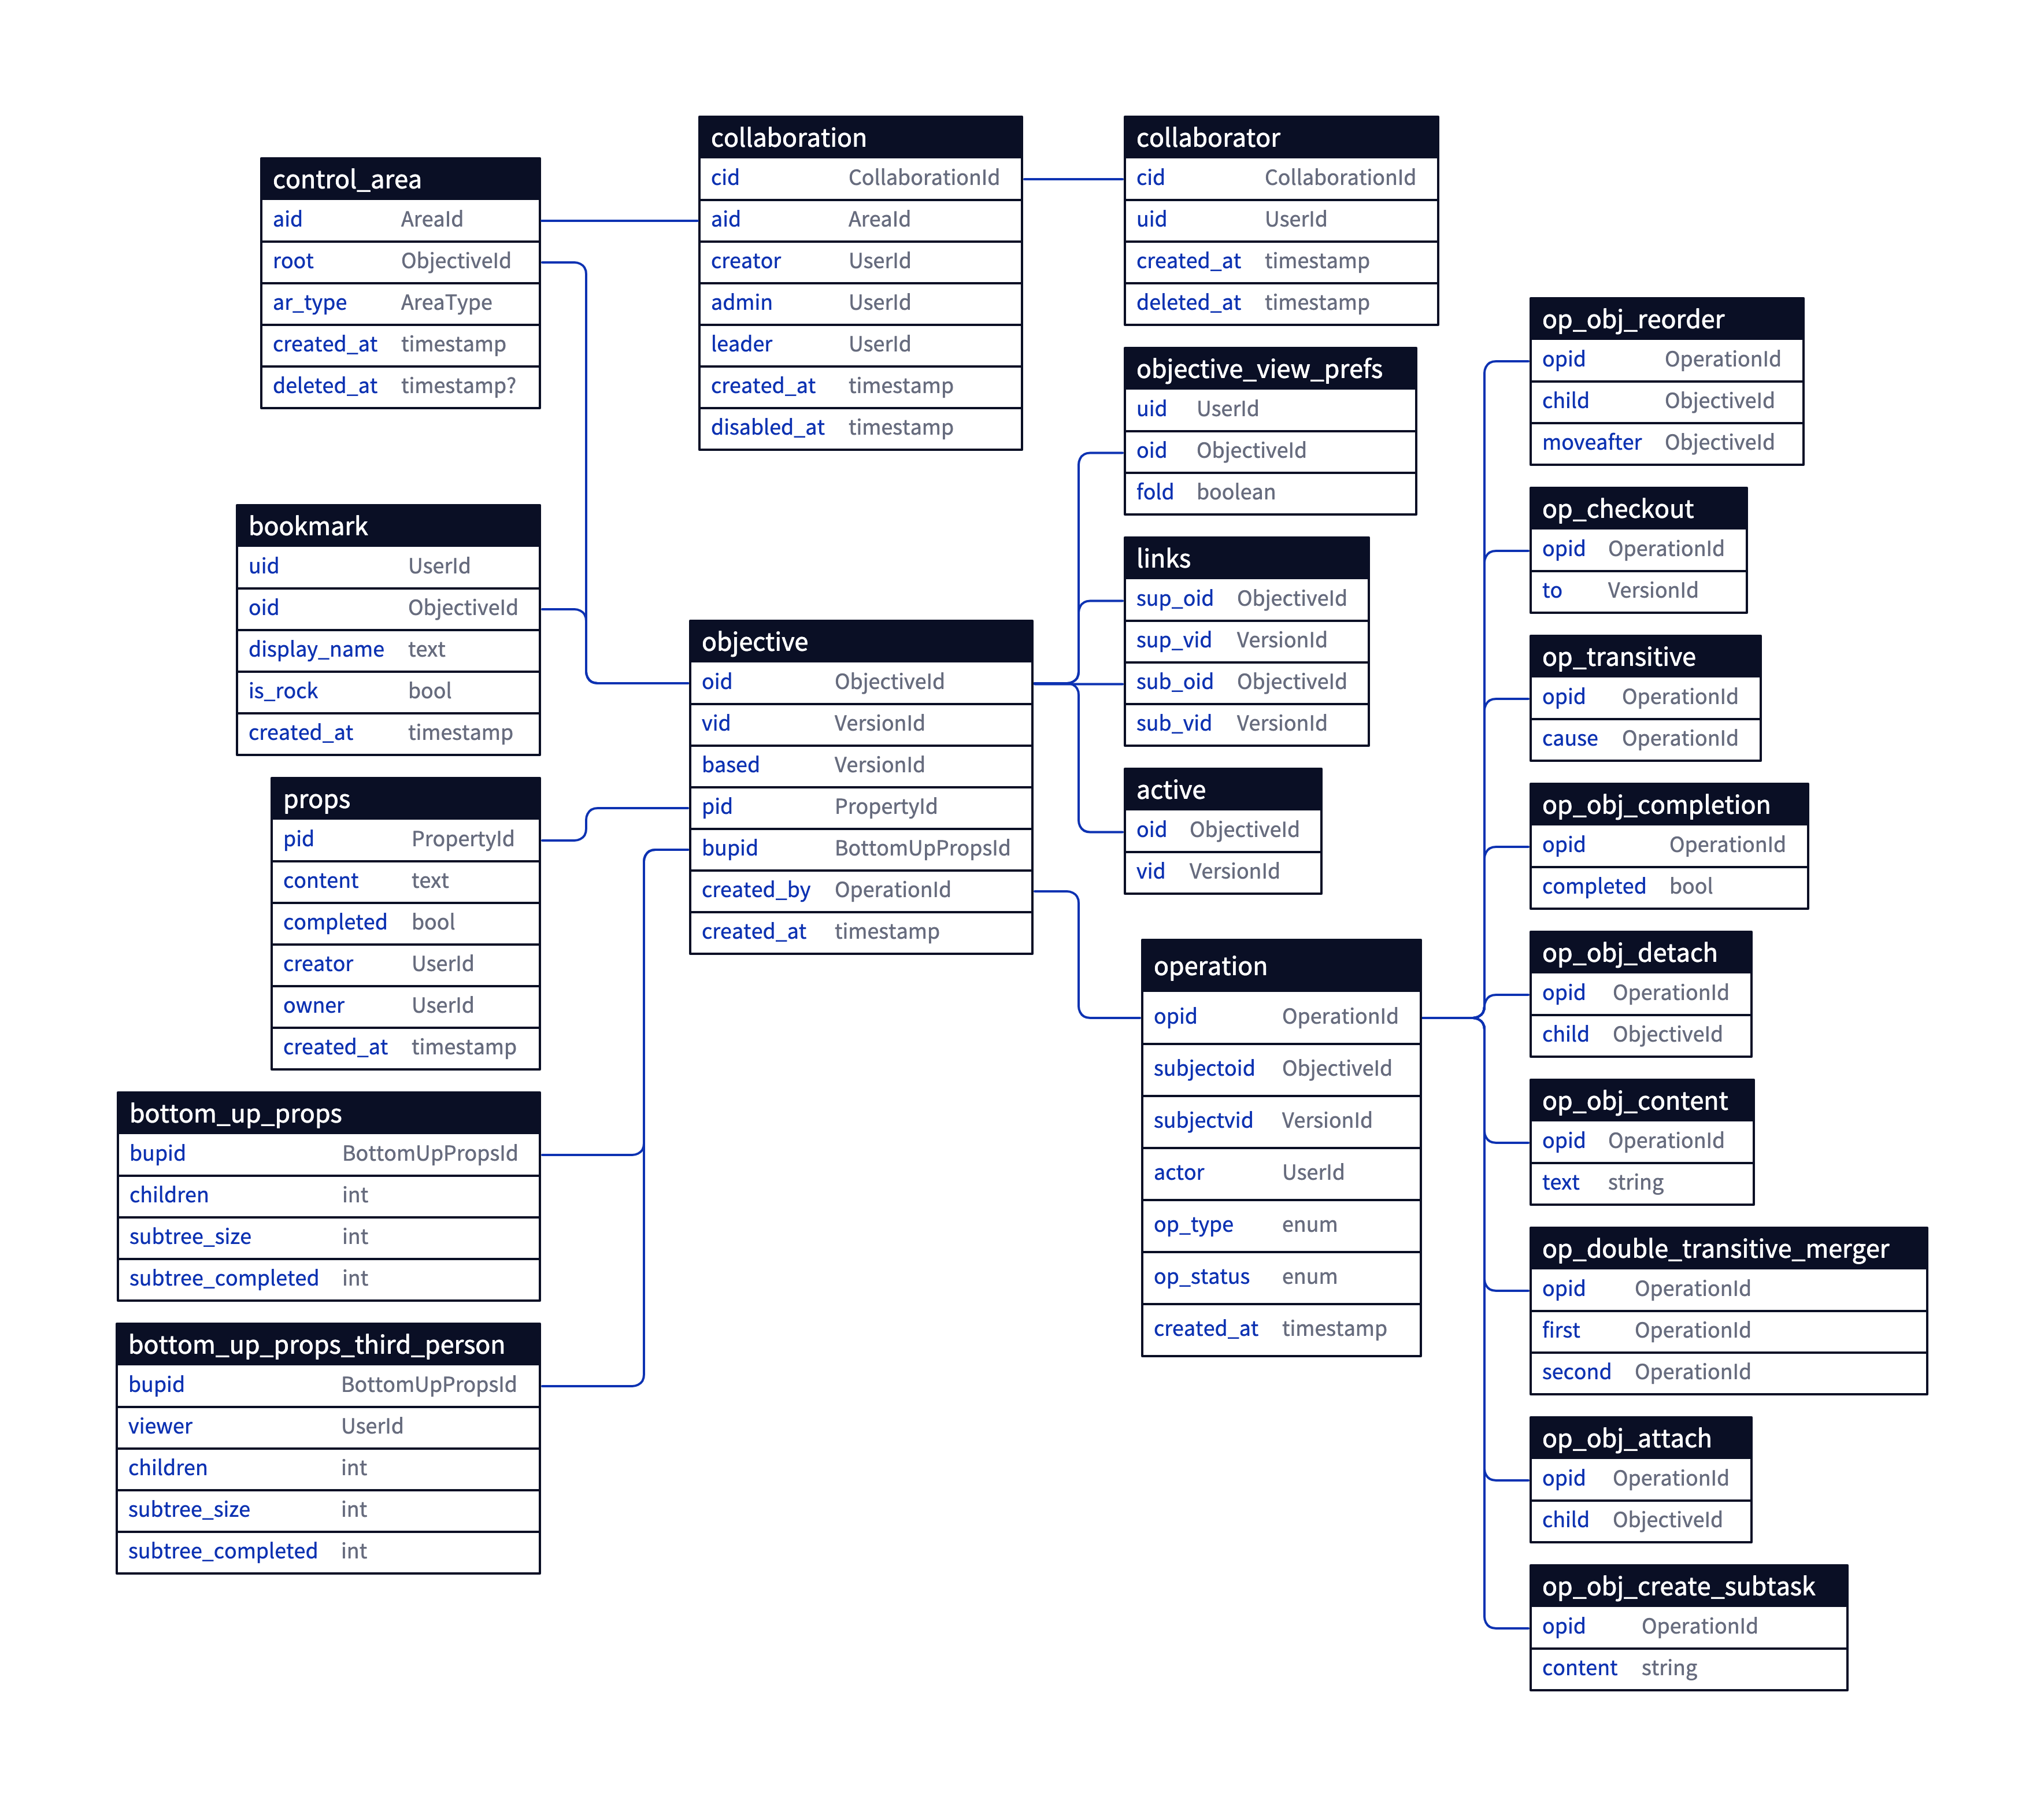 control_area
aid AreaId
root ObjectiveId
ar_type AreaType
created_at timestamp
deleted_at timestamp?
collaboration
cid CollaborationId
aid AreaId
creator UserId
admin UserId
leader UserId
created_at timestamp
disabled_at timestamp
collaborator
cid CollaborationId
uid UserId
created_at timestamp
deleted_at timestamp
bookmark
uid UserId
oid ObjectiveId
display_name text
is_rock bool
created_at timestamp
props
pid PropertyId
content text
completed bool
creator UserId
owner UserId
created_at timestamp
bottom_up_props
bupid BottomUpPropsId
children int
subtree_size int
subtree_completed int
bottom_up_props_third_person
bupid BottomUpPropsId
viewer UserId
children int
subtree_size int
subtree_completed int
objective
oid ObjectiveId
vid VersionId
based VersionId
pid PropertyId
bupid BottomUpPropsId
created_by OperationId
created_at timestamp
objective_view_prefs
uid UserId
oid ObjectiveId
fold boolean
links
sup_oid ObjectiveId
sup_vid VersionId
sub_oid ObjectiveId
sub_vid VersionId
active
oid ObjectiveId
vid VersionId
operation
opid OperationId
subjectoid ObjectiveId
subjectvid VersionId
actor UserId
op_type enum
op_status enum
created_at timestamp
op_obj_reorder
opid OperationId
child ObjectiveId
moveafter ObjectiveId
op_checkout
opid OperationId
to VersionId
op_transitive
opid OperationId
cause OperationId
op_obj_completion
opid OperationId
completed bool
op_obj_detach
opid OperationId
child ObjectiveId
op_obj_content
opid OperationId
text string
op_double_transitive_merger
opid OperationId
first OperationId
second OperationId
op_obj_attach
opid OperationId
child ObjectiveId
op_obj_create_subtask
opid OperationId
content string